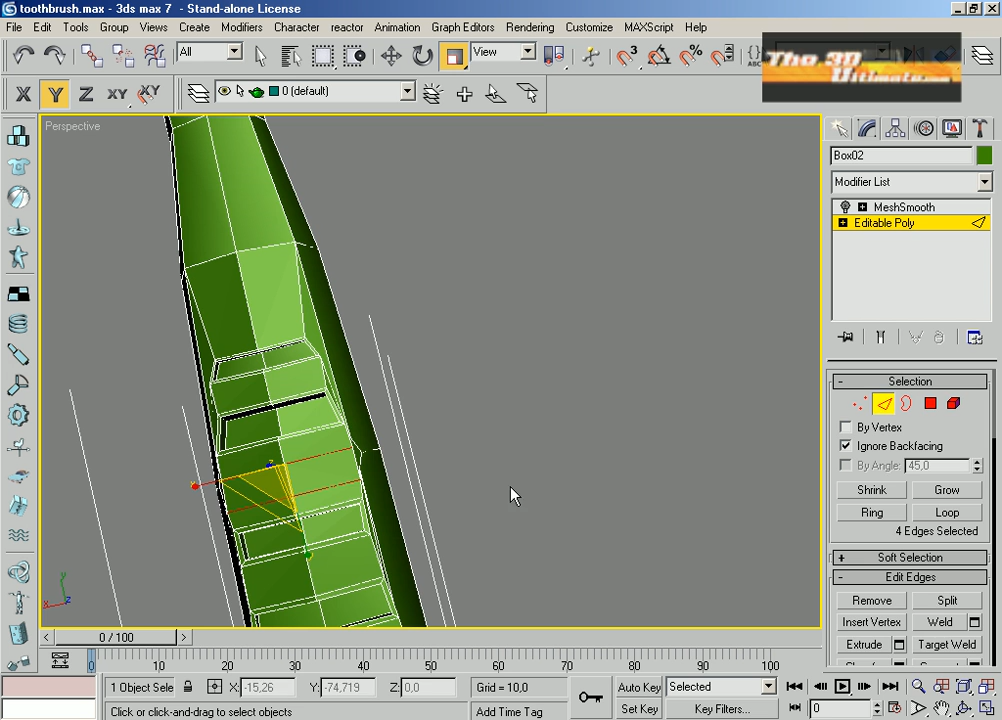 toothbrush.max - 3ds max 7 - Stand-alone License
File Edit Tools Group Views Create Modifiers Character reactor Animation Graph Editors Rendering Customize MAXScript Help
All View
The 3D
Ultimate.com
X Y Z XY XY 0 (default)
Perspective
Box02
Modifier List
MeshSmooth
Editable Poly
Selection
By Vertex
Ignore Backfacing
By Angle: 45,0
Shrink Grow
Ring Loop
4 Edges Selected
Soft Selection
Edit Edges
Remove Split
Insert Vertex Weld
Extrude Target Weld
0 / 100
0 10 20 30 40 50 60 70 80 90 100
1 Object Sele X: -15,26 Y: -74,719 Z: 0,0 Grid = 10,0 Auto Key Selected
Click or click-and-drag to select objects Add Time Tag Set Key Key Filters... 0